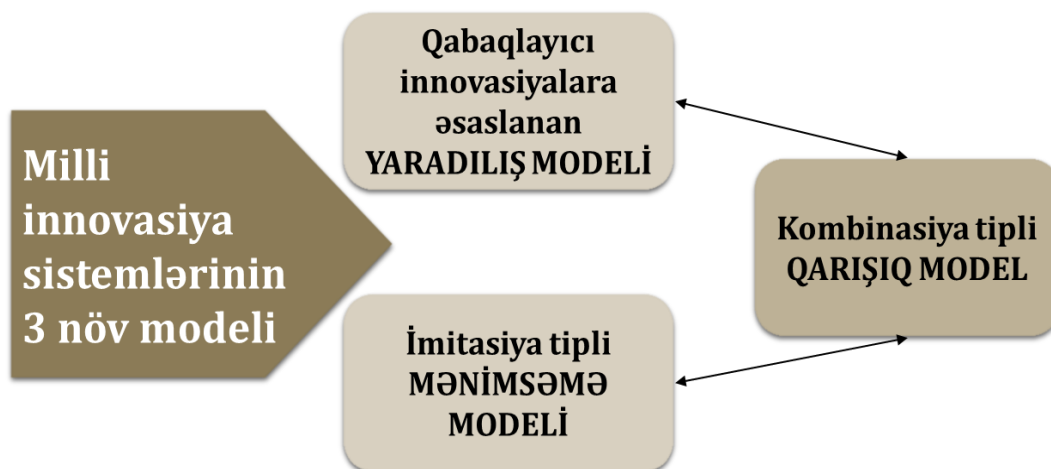 Milli
innovasiya
sistemlərinin
3 növ modeli
Qabaqlayıcı
innovasiyalara
əsaslanan
YARADILIŞ MODELİ
Kombinasiya tipli
QARIŞIQ MODEL
İmitasiya tipli
MƏNİMSƏMƏ
MODELİ